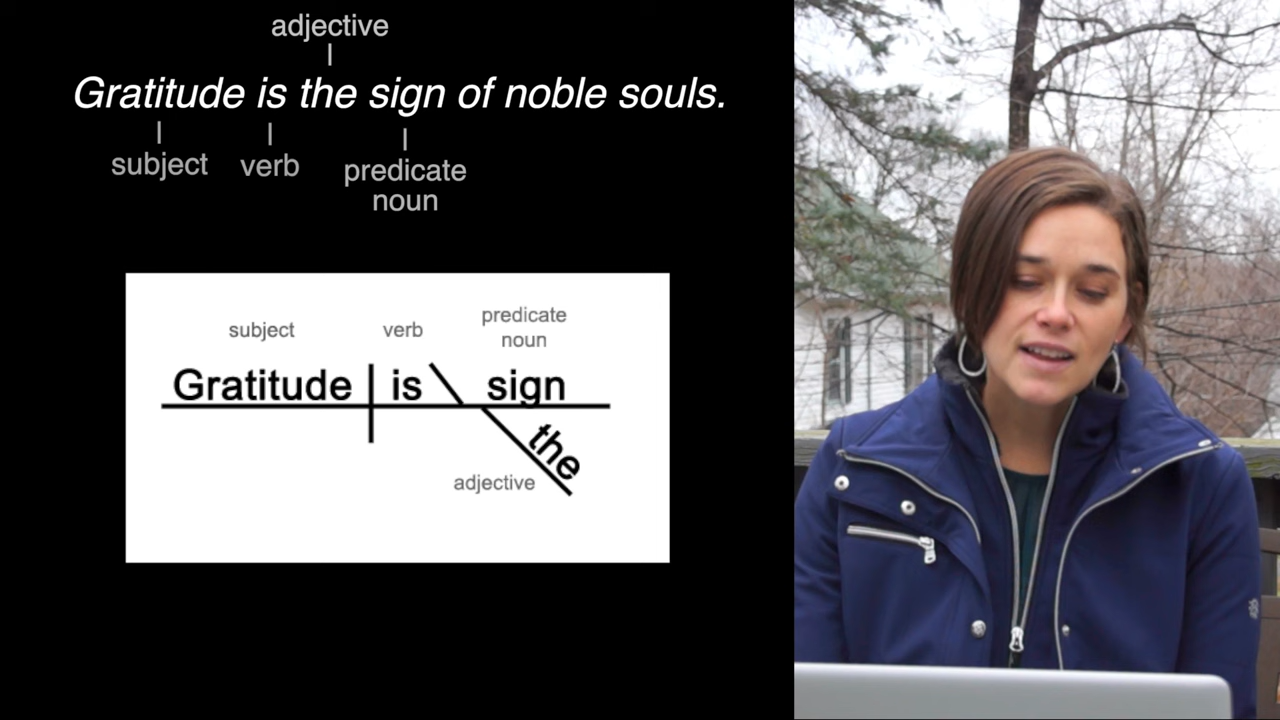 adjective
Gratitude is the sign of noble souls.
subject verb predicate
noun
subject verb predicate
noun
Gratitude is sign
the
adjective